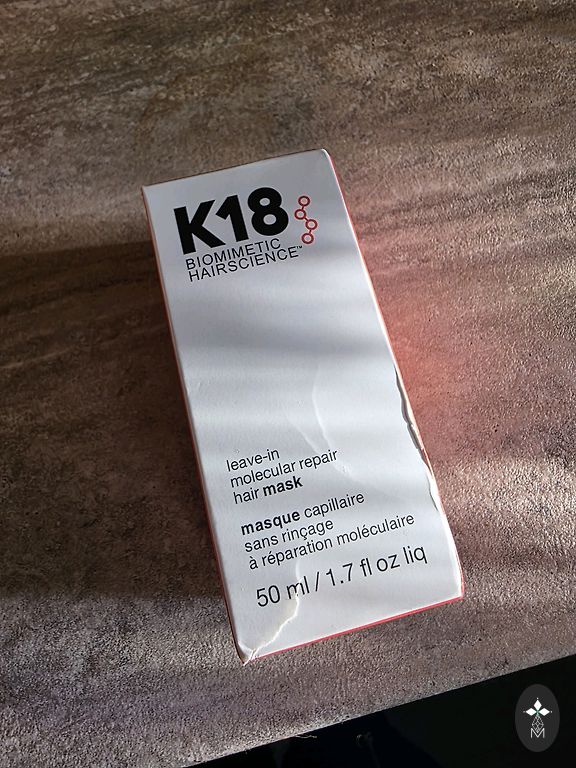 K18
BIOMIMETIC
HAIRSCIENCE™
leave-in
molecular repair
hair mask
masque capillaire
sans rinçage
à réparation moléculaire
50 ml / 1.7 fl oz liq
M